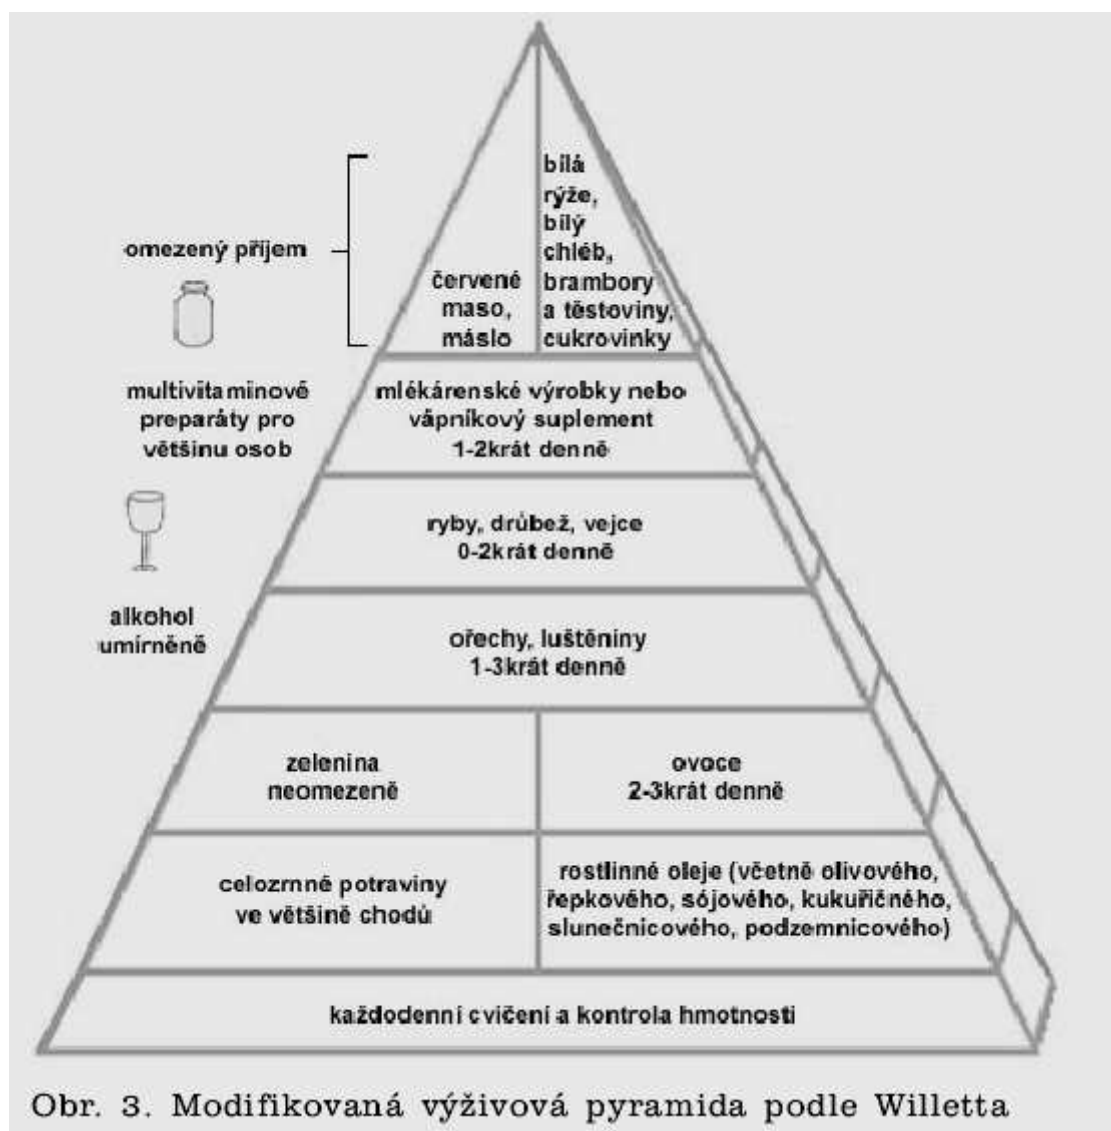 bílá
rýže,
bílý
chléb,
brambory
a těstoviny,
cukrovinky
červené
maso,
máslo
omezený příjem
multivitaminové
preparáty pro
většinu osob
mlékárenské výrobky nebo
vápníkový suplement
1-2krát denně
ryby, drůbež, vejce
0-2krát denně
alkohol
umírněně
ořechy, luštěniny
1-3krát denně
zelenina
neomezeně
ovoce
2-3krát denně
celozrnné potraviny
ve většině chodů
rostlinné oleje (včetně olivového,
řepkového, sójového, kukuřičného,
slunečnicového, podzemnicového)
každodenní cvičení a kontrola hmotnosti
Obr. 3. Modifikovaná výživová pyramida podle Willetta